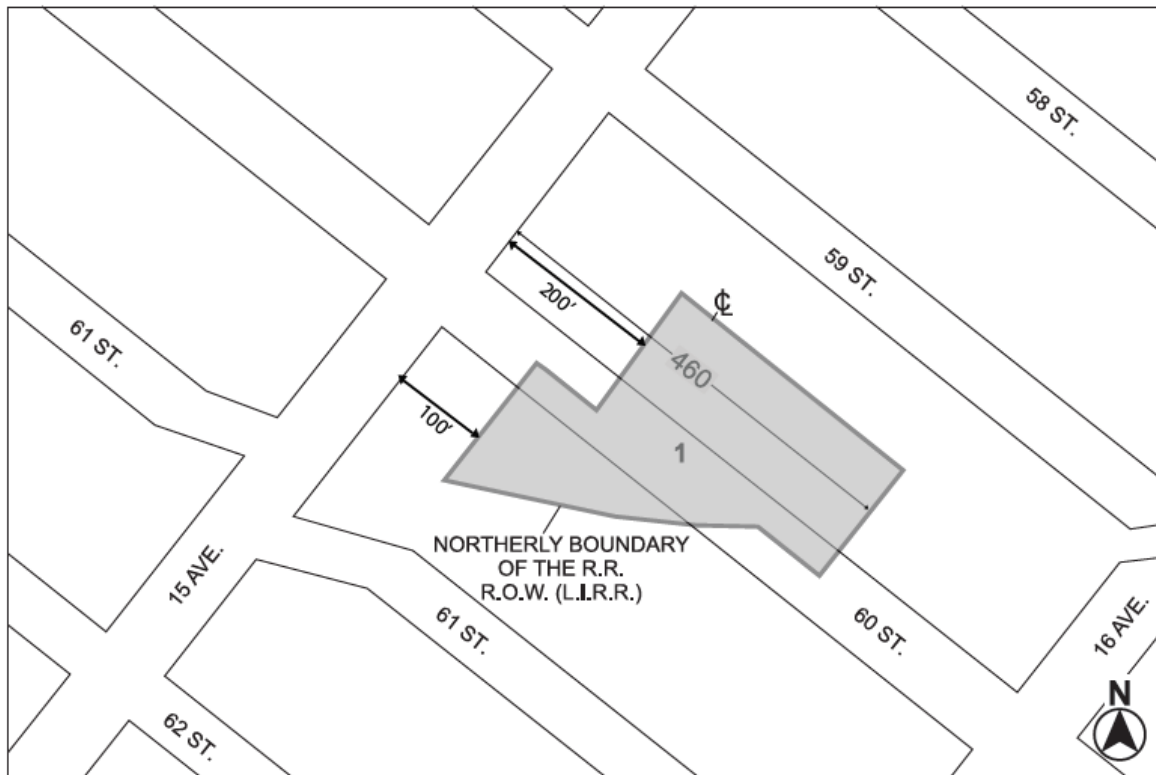 58 ST.
59 ST.
200′
℄
460
61 ST.
100′
1
NORTHERLY BOUNDARY
OF THE R.R.
R.O.W. (L.I.R.R.)
15 AVE.
61 ST.
60 ST.
16 AVE.
N
62 ST.